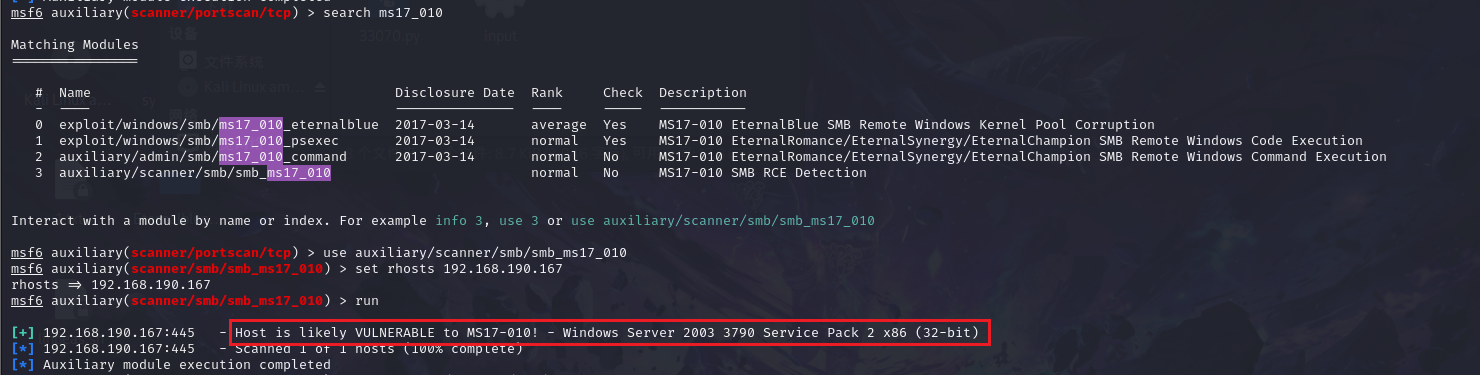 msf6 auxiliary(scanner/portscan/tcp) > search ms17_010
Matching Modules
================
#  Name                                      Disclosure Date  Rank     Check  Description
-  ----                                      ---------------  ----     -----  -----------
0  exploit/windows/smb/ms17_010_eternalblue  2017-03-14       average  Yes    MS17-010 EternalBlue SMB Remote Windows Kernel Pool Corruption
1  exploit/windows/smb/ms17_010_psexec       2017-03-14       normal   Yes    MS17-010 EternalRomance/EternalSynergy/EternalChampion SMB Remote Windows Code Execution
2  auxiliary/admin/smb/ms17_010_command      2017-03-14       normal   No     MS17-010 EternalRomance/EternalSynergy/EternalChampion SMB Remote Windows Command Execution
3  auxiliary/scanner/smb/smb_ms17_010                         normal   No     MS17-010 SMB RCE Detection
Interact with a module by name or index. For example info 3, use 3 or use auxiliary/scanner/smb/smb_ms17_010
msf6 auxiliary(scanner/portscan/tcp) > use auxiliary/scanner/smb/smb_ms17_010
msf6 auxiliary(scanner/smb/smb_ms17_010) > set rhosts 192.168.190.167
rhosts => 192.168.190.167
msf6 auxiliary(scanner/smb/smb_ms17_010) > run
[+] 192.168.190.167:445   - Host is likely VULNERABLE to MS17-010! - Windows Server 2003 3790 Service Pack 2 x86 (32-bit)
[*] 192.168.190.167:445   - Scanned 1 of 1 hosts (100% complete)
[*] Auxiliary module execution completed
33070.py
input
设备
文件系统